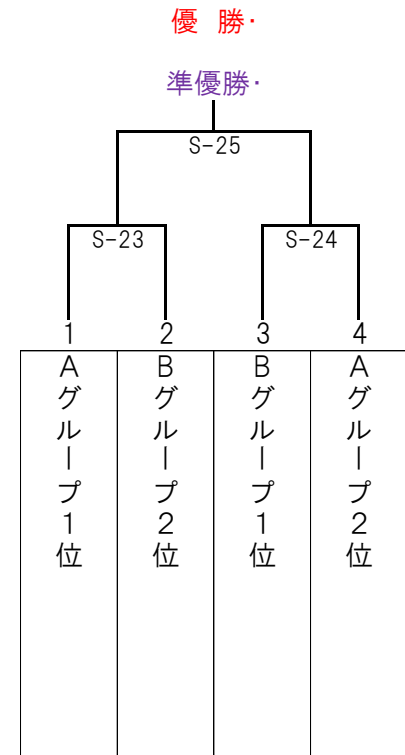 優 勝・
準優勝・
S-25
S-23
S-24
1
2
3
4
Aグループ1位
Bグループ2位
Bグループ1位
Aグループ2位